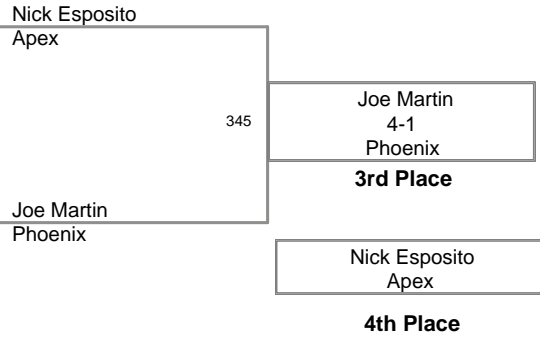 Nick Esposito
Apex
345
Joe Martin
4-1
Phoenix
3rd Place
Joe Martin
Phoenix
Nick Esposito
Apex
4th Place